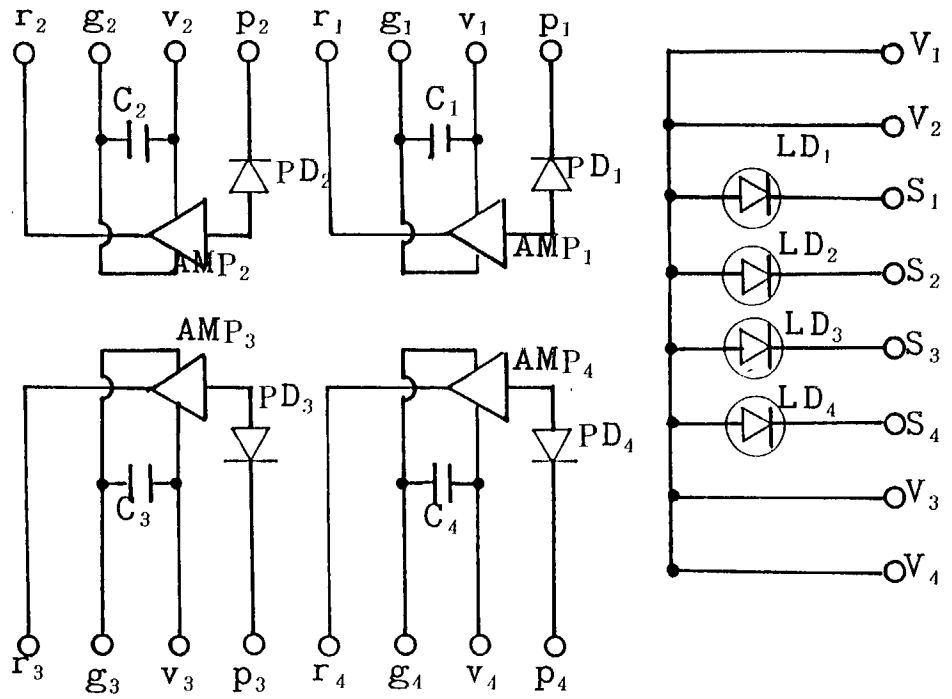 r₂ g₂ v₂ p₂ r₁ g₁ v₁ p₁
V₁
C₂ C₁
V₂
LD₁
PD₂ PD₁
S₁
AMP₂ AMP₁
LD₂
S₂
AMP₃ AMP₄
LD₃
S₃
PD₃ PD₄
LD₄
S₄
C₃ C₄
V₃
V₄
r₃ g₃ v₃ p₃ r₄ g₄ v₄ p₄